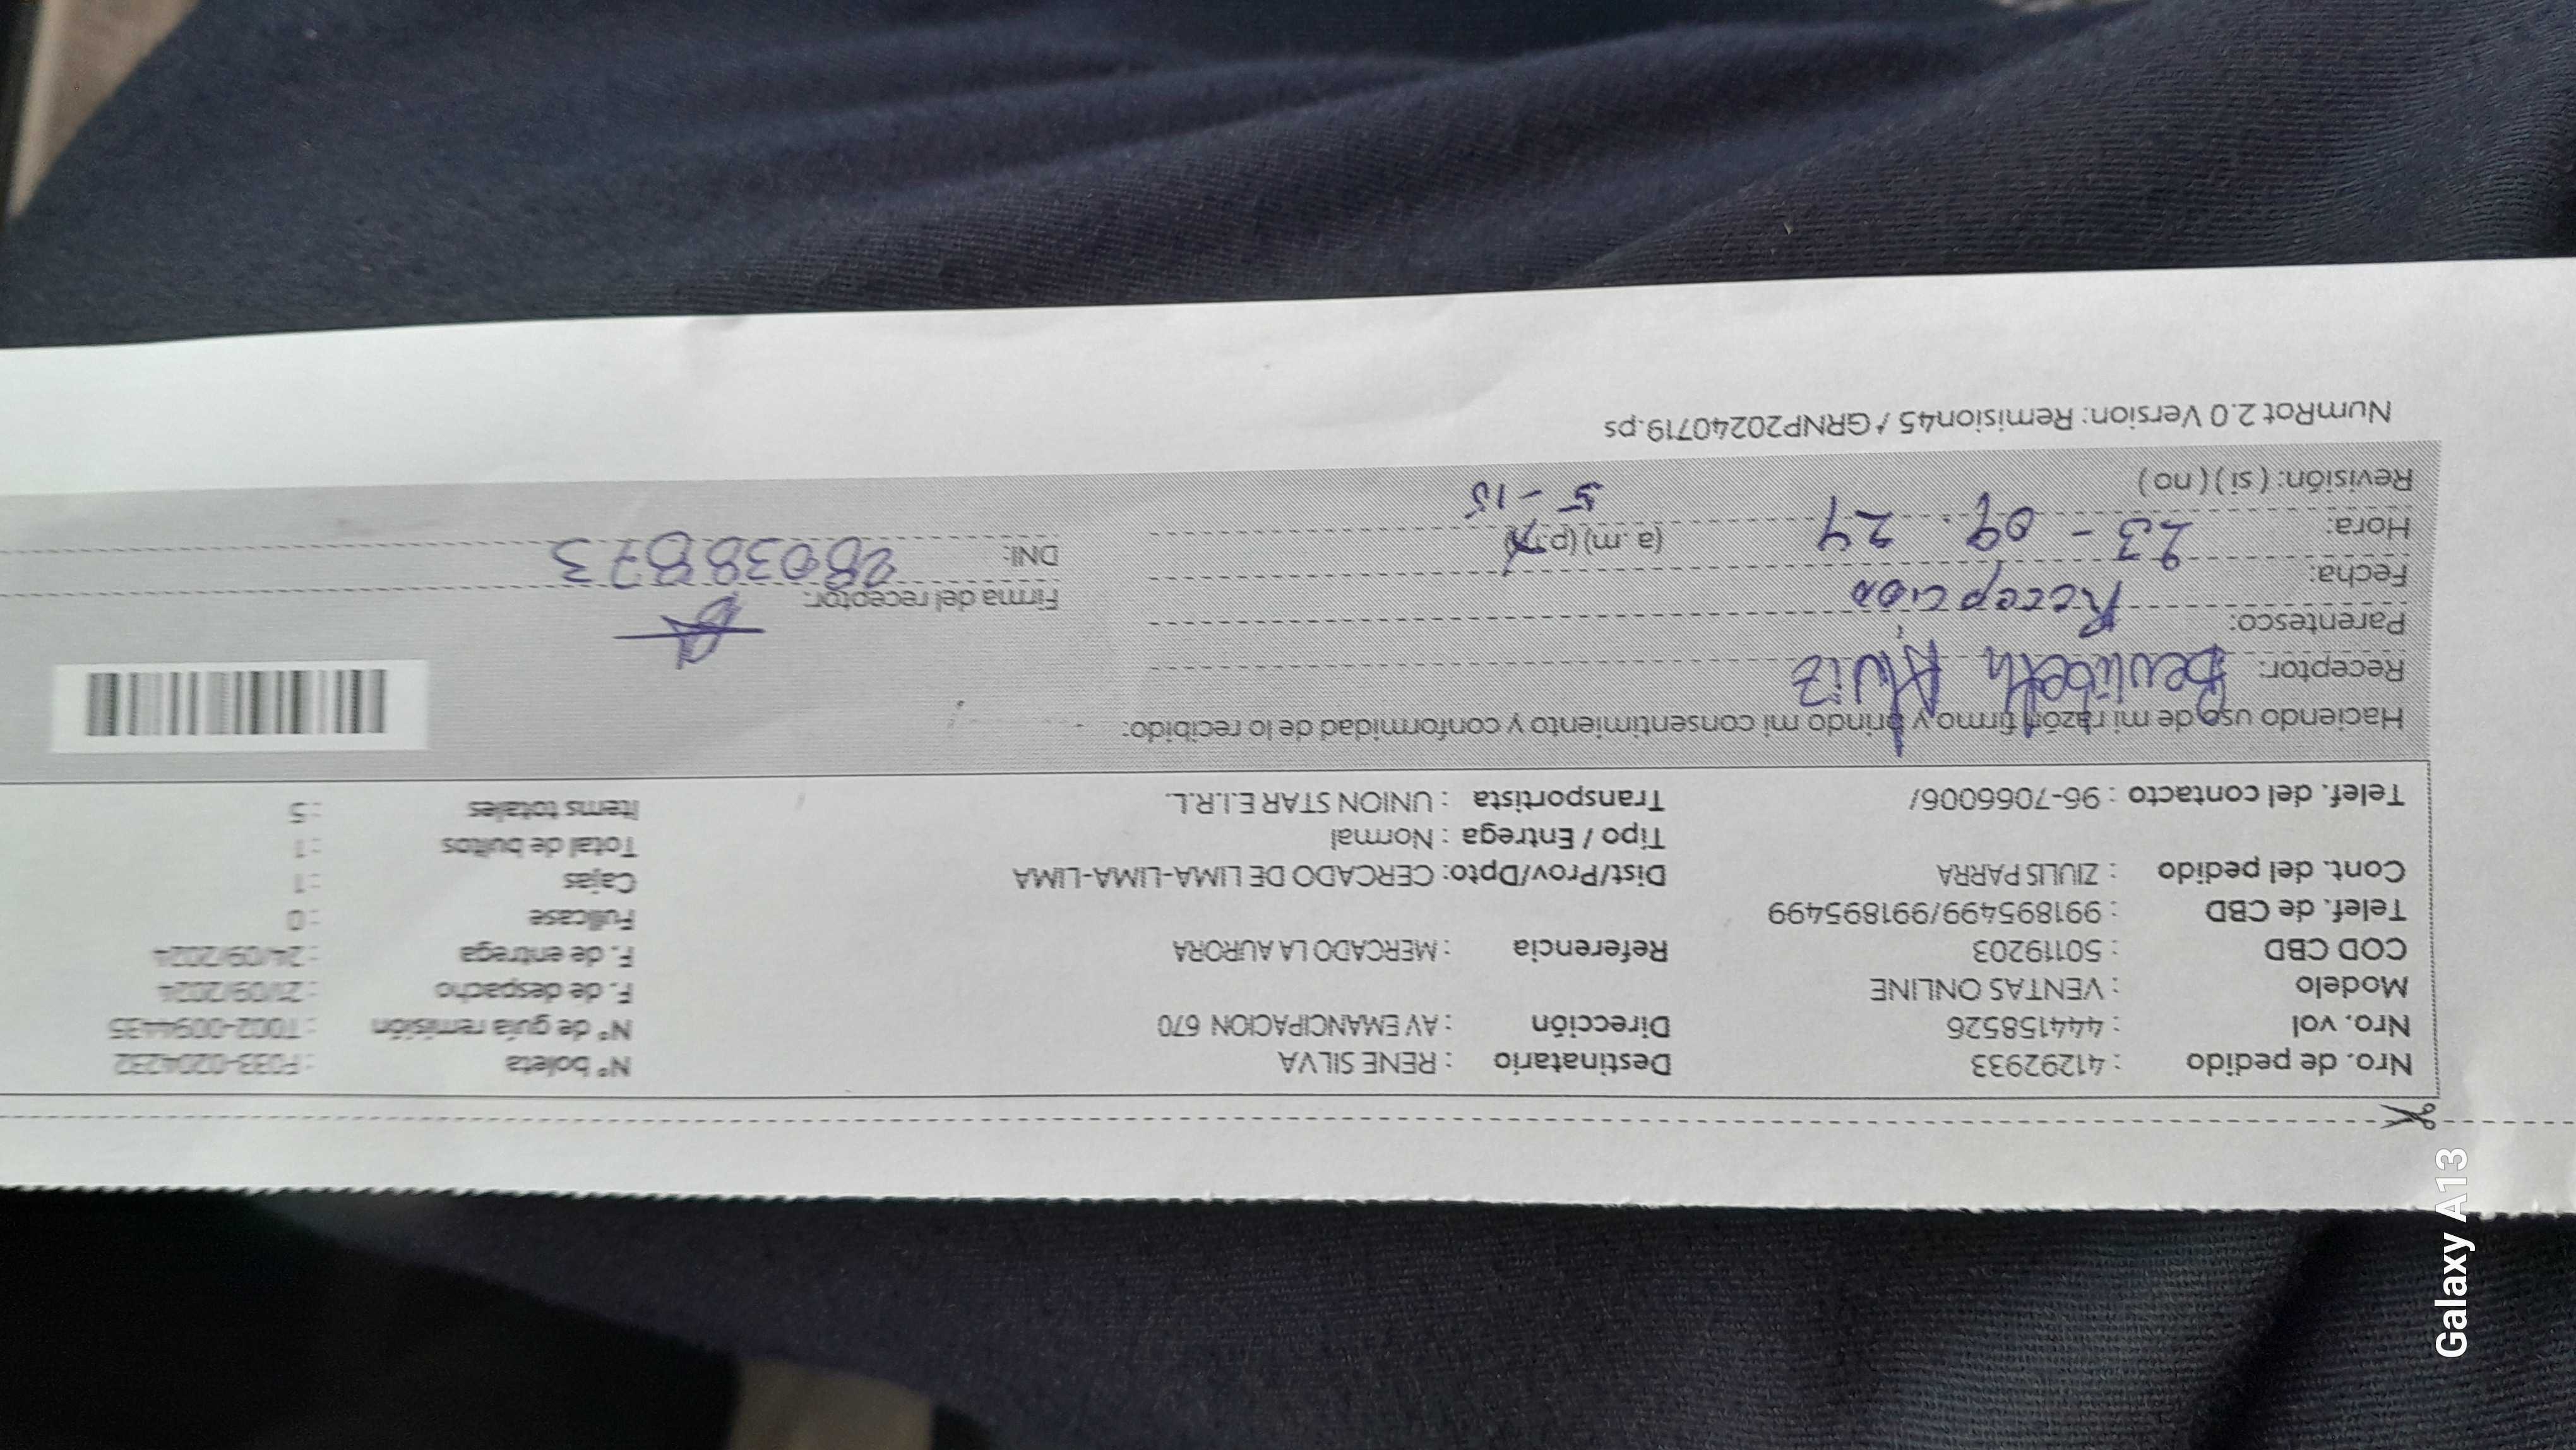 Nro. de pedido : 41292933 Destinatario : RENE SILVA N° boleta : F033-0204232
Nro. vol : 444158526 Dirección : AV EMANCIPACION 670 N° de guía remisión : T002-0094435
Modelo : VENTAS ONLINE F. de despacho : 21/09/2024
COD CBD : 50119203 Referencia : MERCADO LA AURORA F. de entrega : 24/09/2024
Telef. de CBD : 991895499/991895499 Fullcase : 0
Cont. del pedido : ZIULIS PARRA Dist/Prov/Dpto: CERCADO DE LIMA-LIMA-LIMA Cajas : 1
Tipo / Entrega : Normal Total de bultos : 1
Telef. del contacto : 96-7066006/ Transportista : UNION STAR E.I.R.L. Items totales : 5
Haciendo uso de mi razón firmo y brindo mi consentimiento y conformidad de lo recibido:
Receptor:
Parentesco: Recepcion Firma del receptor:
Fecha: 23-09.24 DNI: 28038873
Hora: (a.m) (p.m) 5-15
Revisión: ( si ) ( no )
NumRot 2.0 Version: Remision45 / GRNP20240719.ps
Galaxy A13